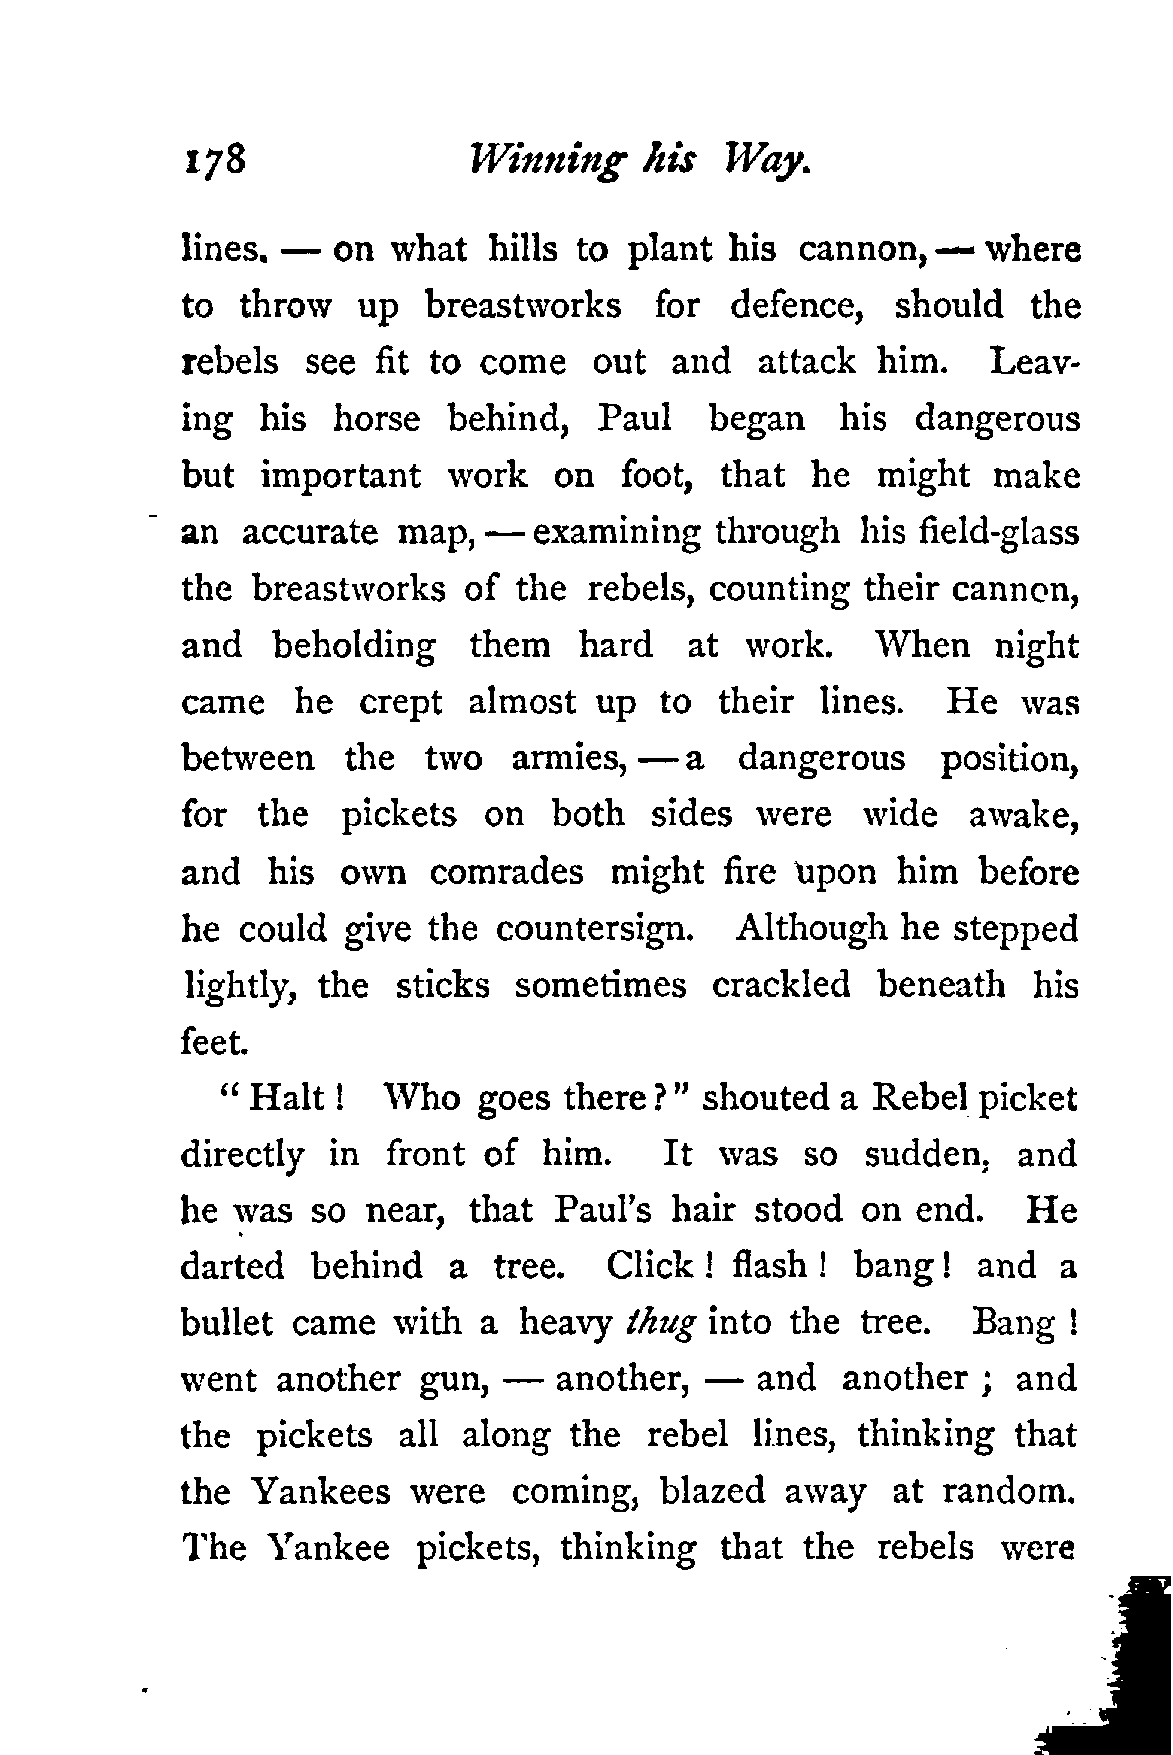 178 Winning his Way.
lines. — on what hills to plant his cannon, — where
to throw up breastworks for defence, should the
rebels see fit to come out and attack him. Leav-
ing his horse behind, Paul began his dangerous
but important work on foot, that he might make
an accurate map, — examining through his field-glass
the breastworks of the rebels, counting their cannon,
and beholding them hard at work. When night
came he crept almost up to their lines. He was
between the two armies, — a dangerous position,
for the pickets on both sides were wide awake,
and his own comrades might fire upon him before
he could give the countersign. Although he stepped
lightly, the sticks sometimes crackled beneath his
feet.
“ Halt ! Who goes there ? ” shouted a Rebel picket
directly in front of him. It was so sudden, and
he was so near, that Paul's hair stood on end. He
darted behind a tree. Click ! flash ! bang ! and a
bullet came with a heavy thug into the tree. Bang !
went another gun, — another, — and another ; and
the pickets all along the rebel lines, thinking that
the Yankees were coming, blazed away at random.
The Yankee pickets, thinking that the rebels were